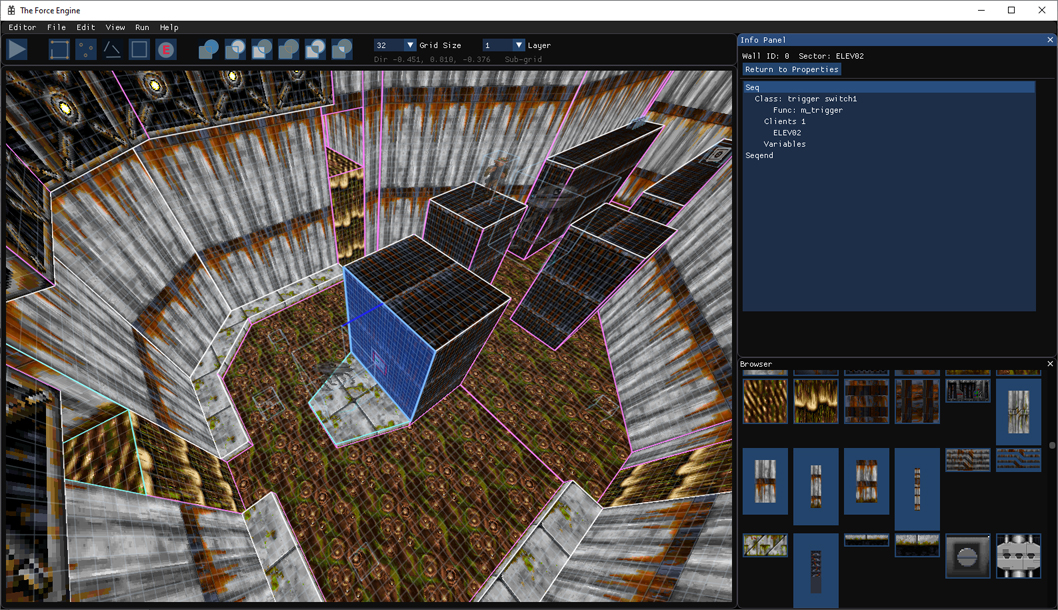 The Force Engine
Editor File Edit View Run Help
E
32 Grid Size 1 Layer
Dir -0.451, 0.810, -0.376 Sub-grid
Info Panel
Wall ID: 0 Sector: ELEV02
Return to Properties
Seq
Class: trigger switch1
Func: m_trigger
Clients 1
ELEV02
Variables
Seqend
Browser